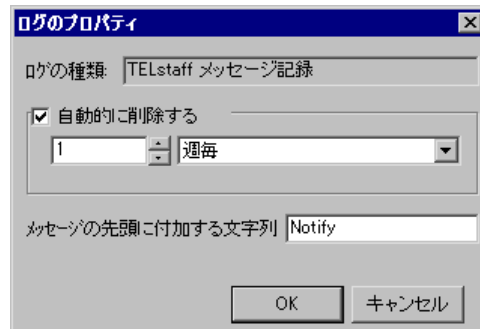 ログのプロパティ
ログの種類: TELstaff メッセージ記録
自動的に削除する
1 週毎
メッセージの先頭に付加する文字列 Notify
OK キャンセル